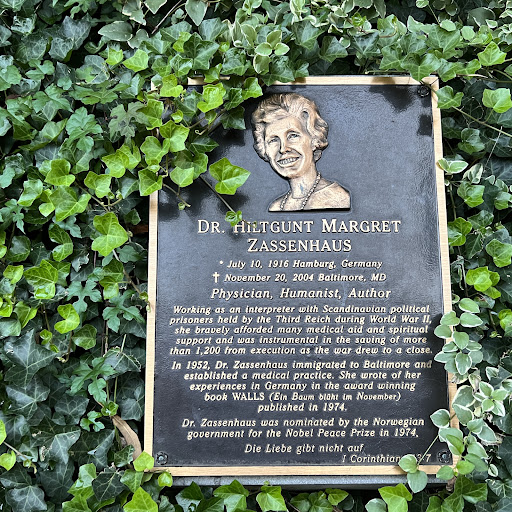 Dr. Hiltgunt Margret
Zassenhaus
* July 10, 1916 Hamburg, Germany
† November 20, 2004 Baltimore, MD
Physician, Humanist, Author
Working as an interpreter with Scandinavian political
prisoners held by the Third Reich during World War II,
she bravely afforded many medical aid and spiritual
support and was instrumental in the saving of more
than 1,200 from execution as the war drew to a close.
In 1952, Dr. Zassenhaus immigrated to Baltimore and
established a medical practice. She wrote of her
experiences in Germany in the award winning
book WALLS (Ein Baum blüht im November)
published in 1974.
Dr. Zassenhaus was nominated by the Norwegian
government for the Nobel Peace Prize in 1974.
Die Liebe gibt nicht auf.
I Corinthians